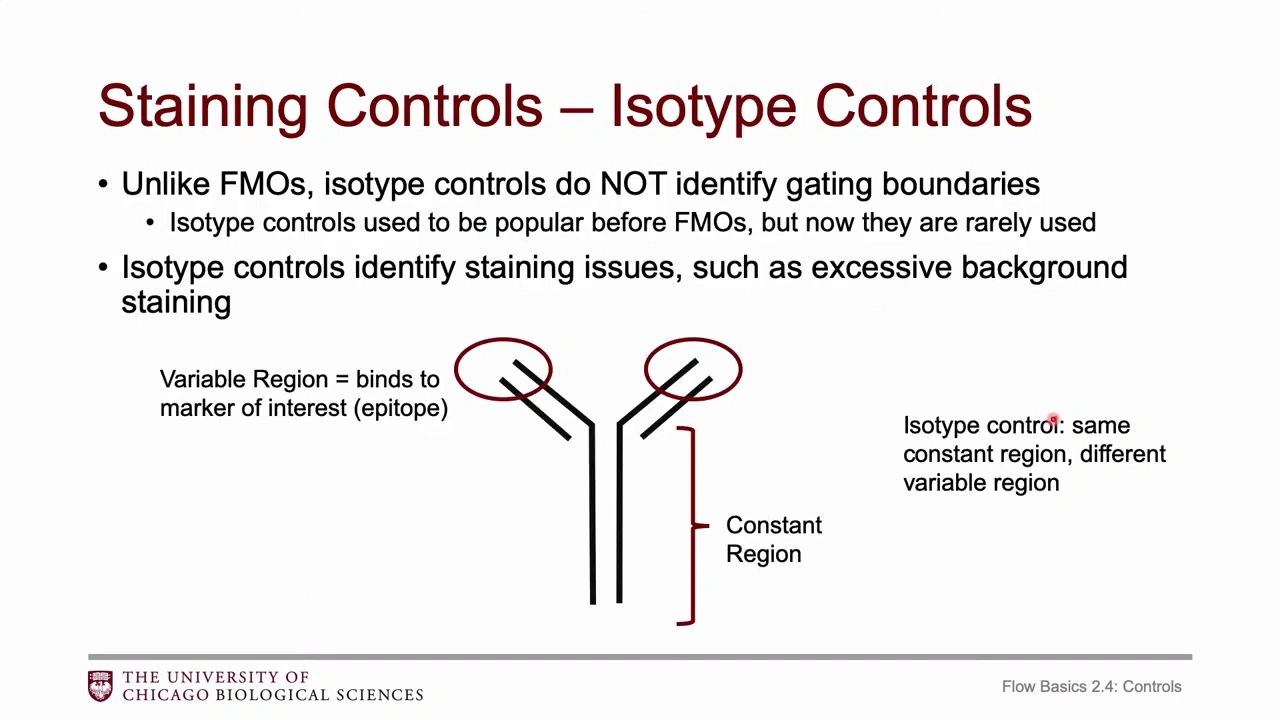 Staining Controls – Isotype Controls
• Unlike FMOs, isotype controls do NOT identify gating boundaries
• Isotype controls used to be popular before FMOs, but now they are rarely used
• Isotype controls identify staining issues, such as excessive background
staining
Variable Region = binds to
marker of interest (epitope)
Isotype control: same
constant region, different
variable region
Constant
Region
THE UNIVERSITY OF
CHICAGO BIOLOGICAL SCIENCES
Flow Basics 2.4: Controls